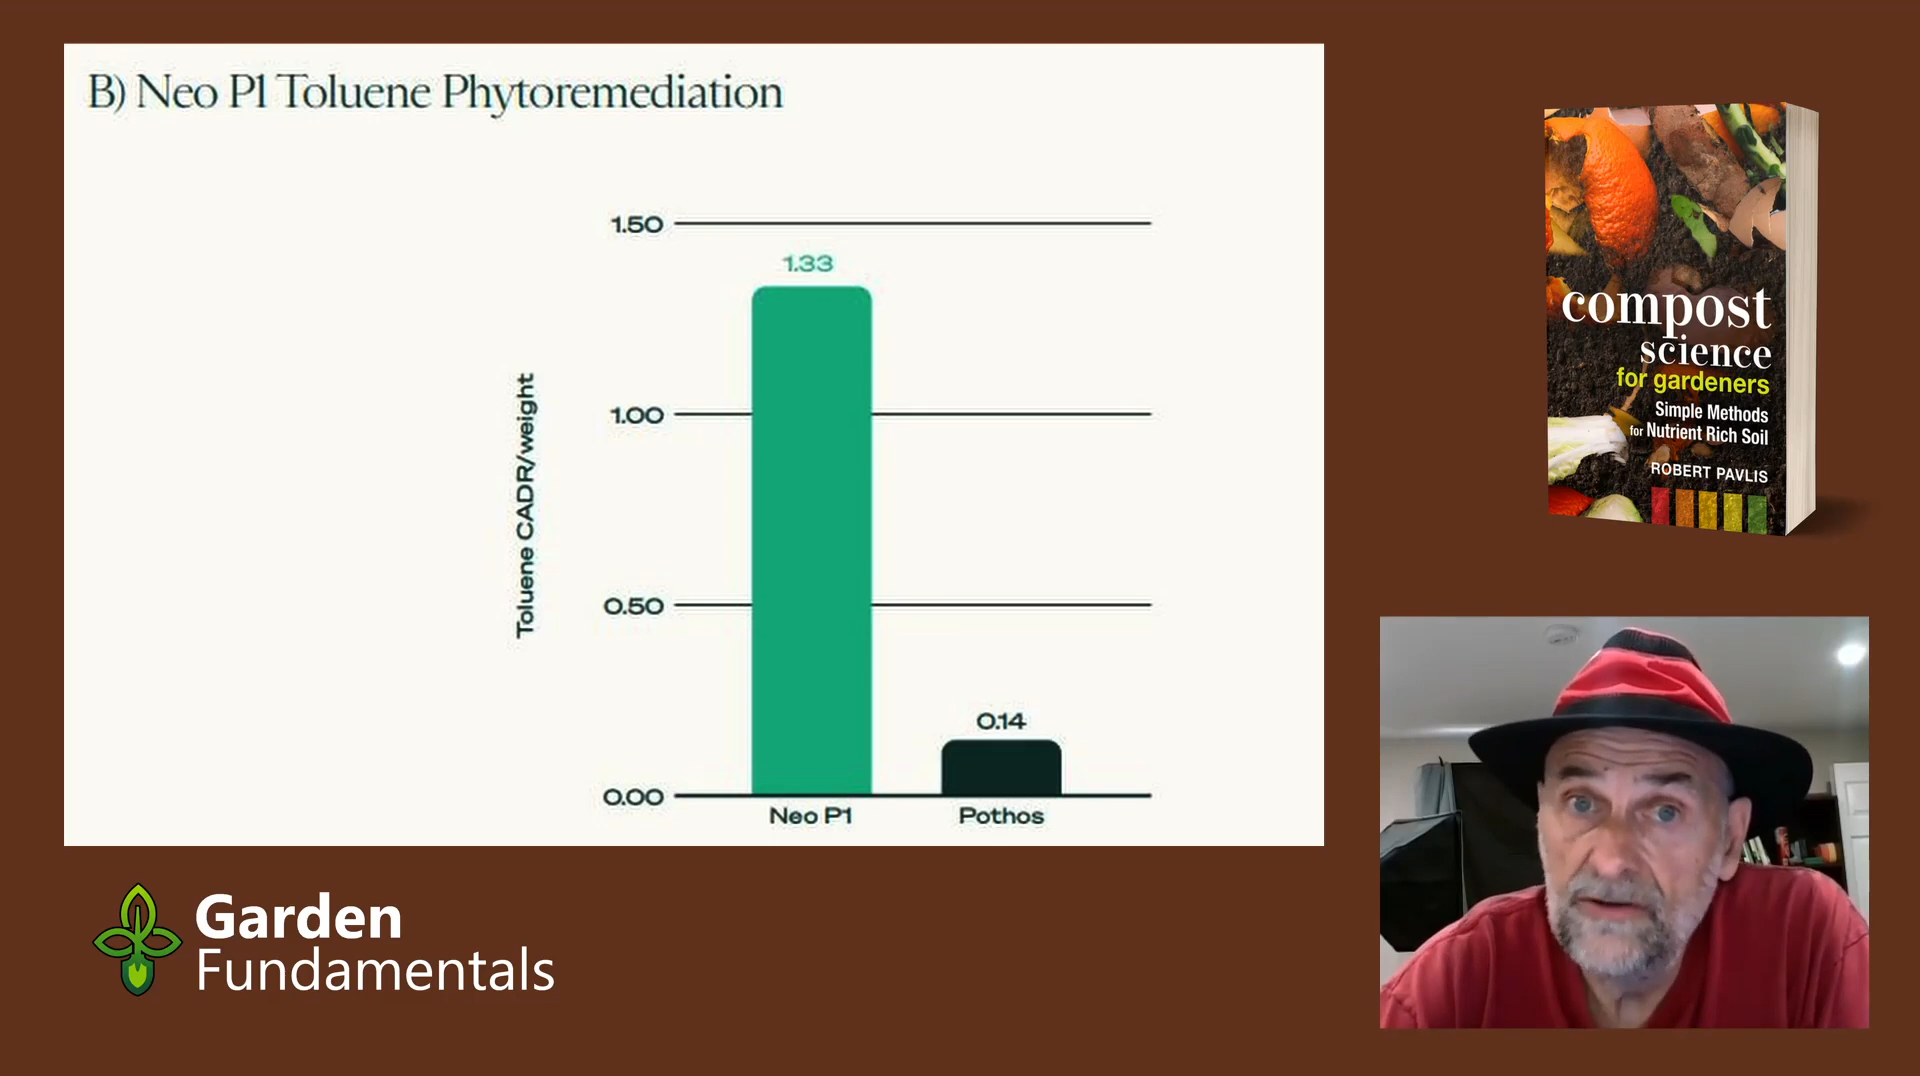 B) Neo P1 Toluene Phytoremediation
Toluene CADR/weight
1.50
1.33
1.00
0.50
0.14
0.00
Neo P1
Pothos
compost
science
for gardeners
Simple Methods
for Nutrient Rich Soil
ROBERT PAVLIS
Garden
Fundamentals